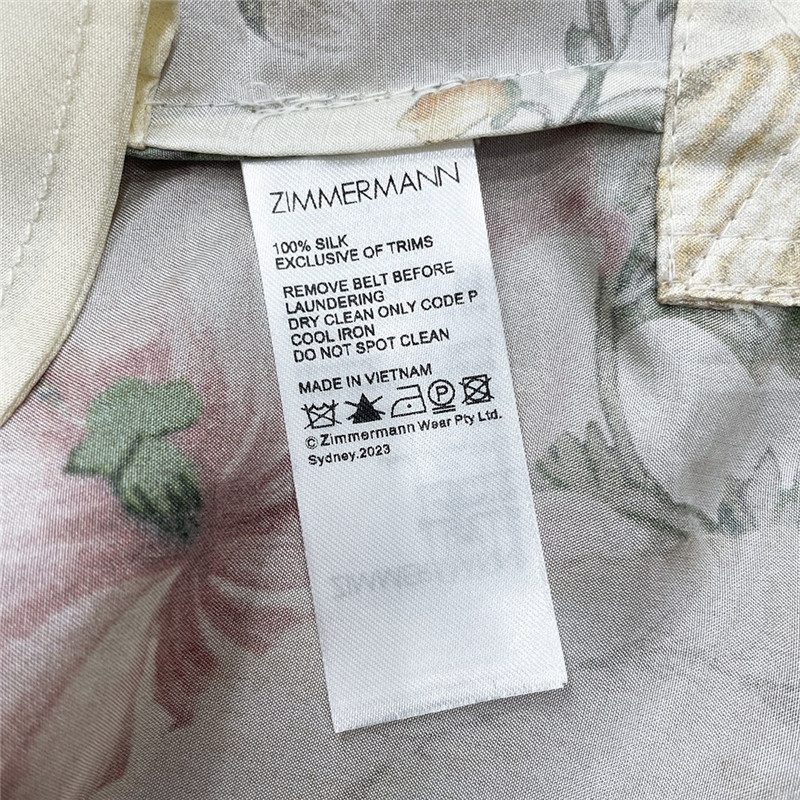 ZIMMERMANN
100% SILK
EXCLUSIVE OF TRIMS
REMOVE BELT BEFORE
LAUNDERING
DRY CLEAN ONLY CODE P
COOL IRON
DO NOT SPOT CLEAN
MADE IN VIETNAM
P
© Zimmermann Wear Pty Ltd.
Sydney.2023